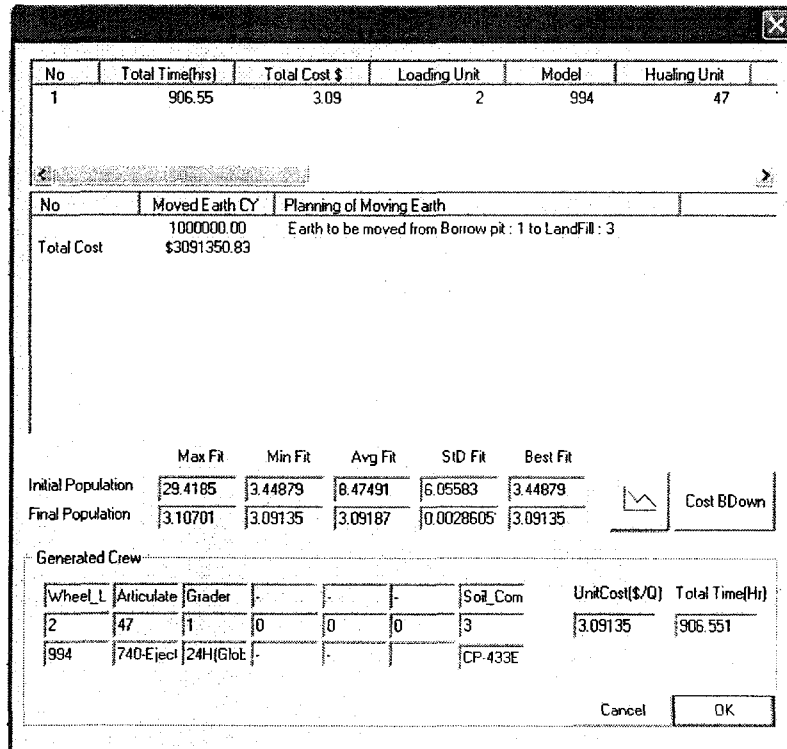 No Total Time(hrs) Total Cost $ Loading Unit Model Hualing Unit
1 906.55 3.09 2 994 47
No Moved Earth CY Planning of Moving Earth
1000000.00 Earth to be moved from Borrow pit : 1 to LandFill : 3
Total Cost $3091350.83
Max Fit Min Fit Avg Fit StD Fit Best Fit
Initial Population 29.4185 3.44879 8.47491 6.05583 3.44879
Final Population 3.10701 3.09135 3.09187 0.0028605 3.09135
Cost BDown
Generated Crew
Wheel_L Articulate Grader - - - Soil_Com UnitCost($/Q) Total Time(Hr)
2 47 1 0 0 0 3 3.09135 906.551
994 740-Eject 24H(Glob - - CP-433E
Cancel OK